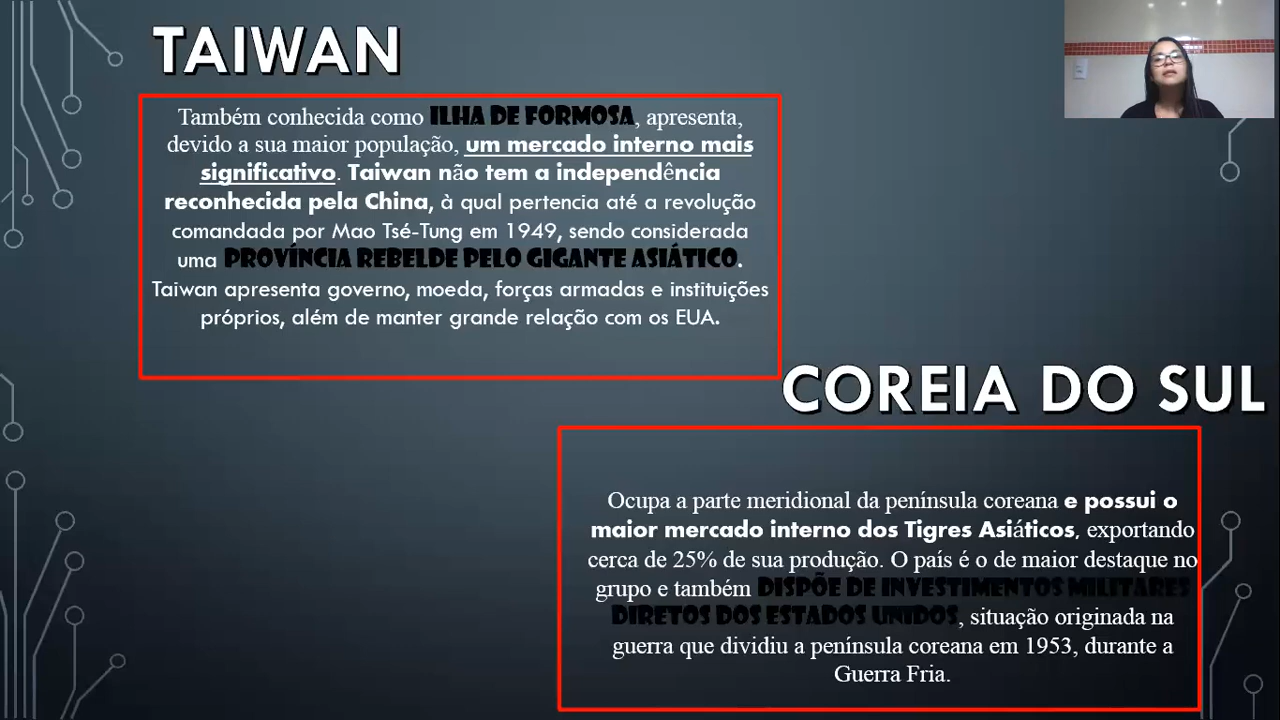 TAIWAN
Também conhecida como ILHA DE FORMOSA, apresenta,
devido a sua maior população, um mercado interno mais
significativo. Taiwan não tem a independência
reconhecida pela China, à qual pertencia até a revolução
comandada por Mao Tsé-Tung em 1949, sendo considerada
uma PROVÍNCIA REBELDE PELO GIGANTE ASIÁTICO.
Taiwan apresenta governo, moeda, forças armadas e instituições
próprios, além de manter grande relação com os EUA.
COREIA DO SUL
Ocupa a parte meridional da península coreana e possui o
maior mercado interno dos Tigres Asiáticos, exportando
cerca de 25% de sua produção. O país é o de maior destaque no
grupo e também DISPÕE DE INVESTIMENTOS MILITARES
DIRETOS DOS ESTADOS UNIDOS, situação originada na
guerra que dividiu a península coreana em 1953, durante a
Guerra Fria.